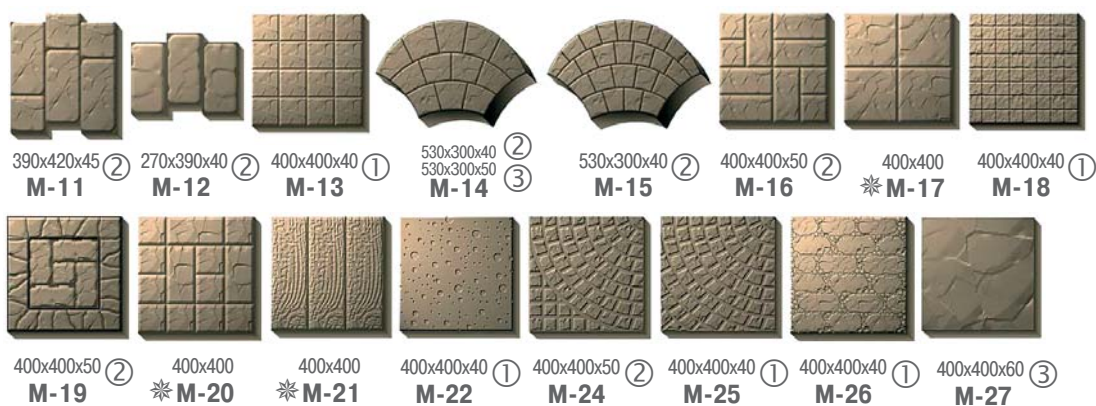 390x420x45 ②
M-11
270x390x40 ②
M-12
400x400x40 ①
M-13
530x300x40 ②
530x300x50 ③
M-14
530x300x40 ②
M-15
400x400x50 ②
M-16
400x400
✵ M-17
400x400x40 ①
M-18
400x400x50 ②
M-19
400x400
✵ M-20
400x400
✵ M-21
400x400x40 ①
M-22
400x400x50 ②
M-24
400x400x40 ①
M-25
400x400x40 ①
M-26
400x400x60 ③
M-27